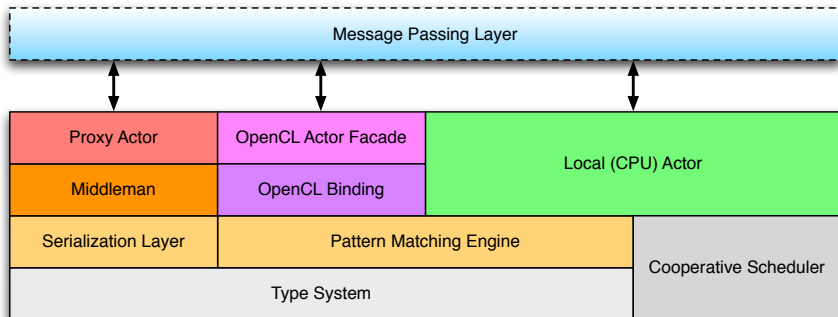 Message Passing Layer
Proxy Actor
OpenCL Actor Facade
Local (CPU) Actor
Middleman
OpenCL Binding
Serialization Layer
Pattern Matching Engine
Cooperative Scheduler
Type System